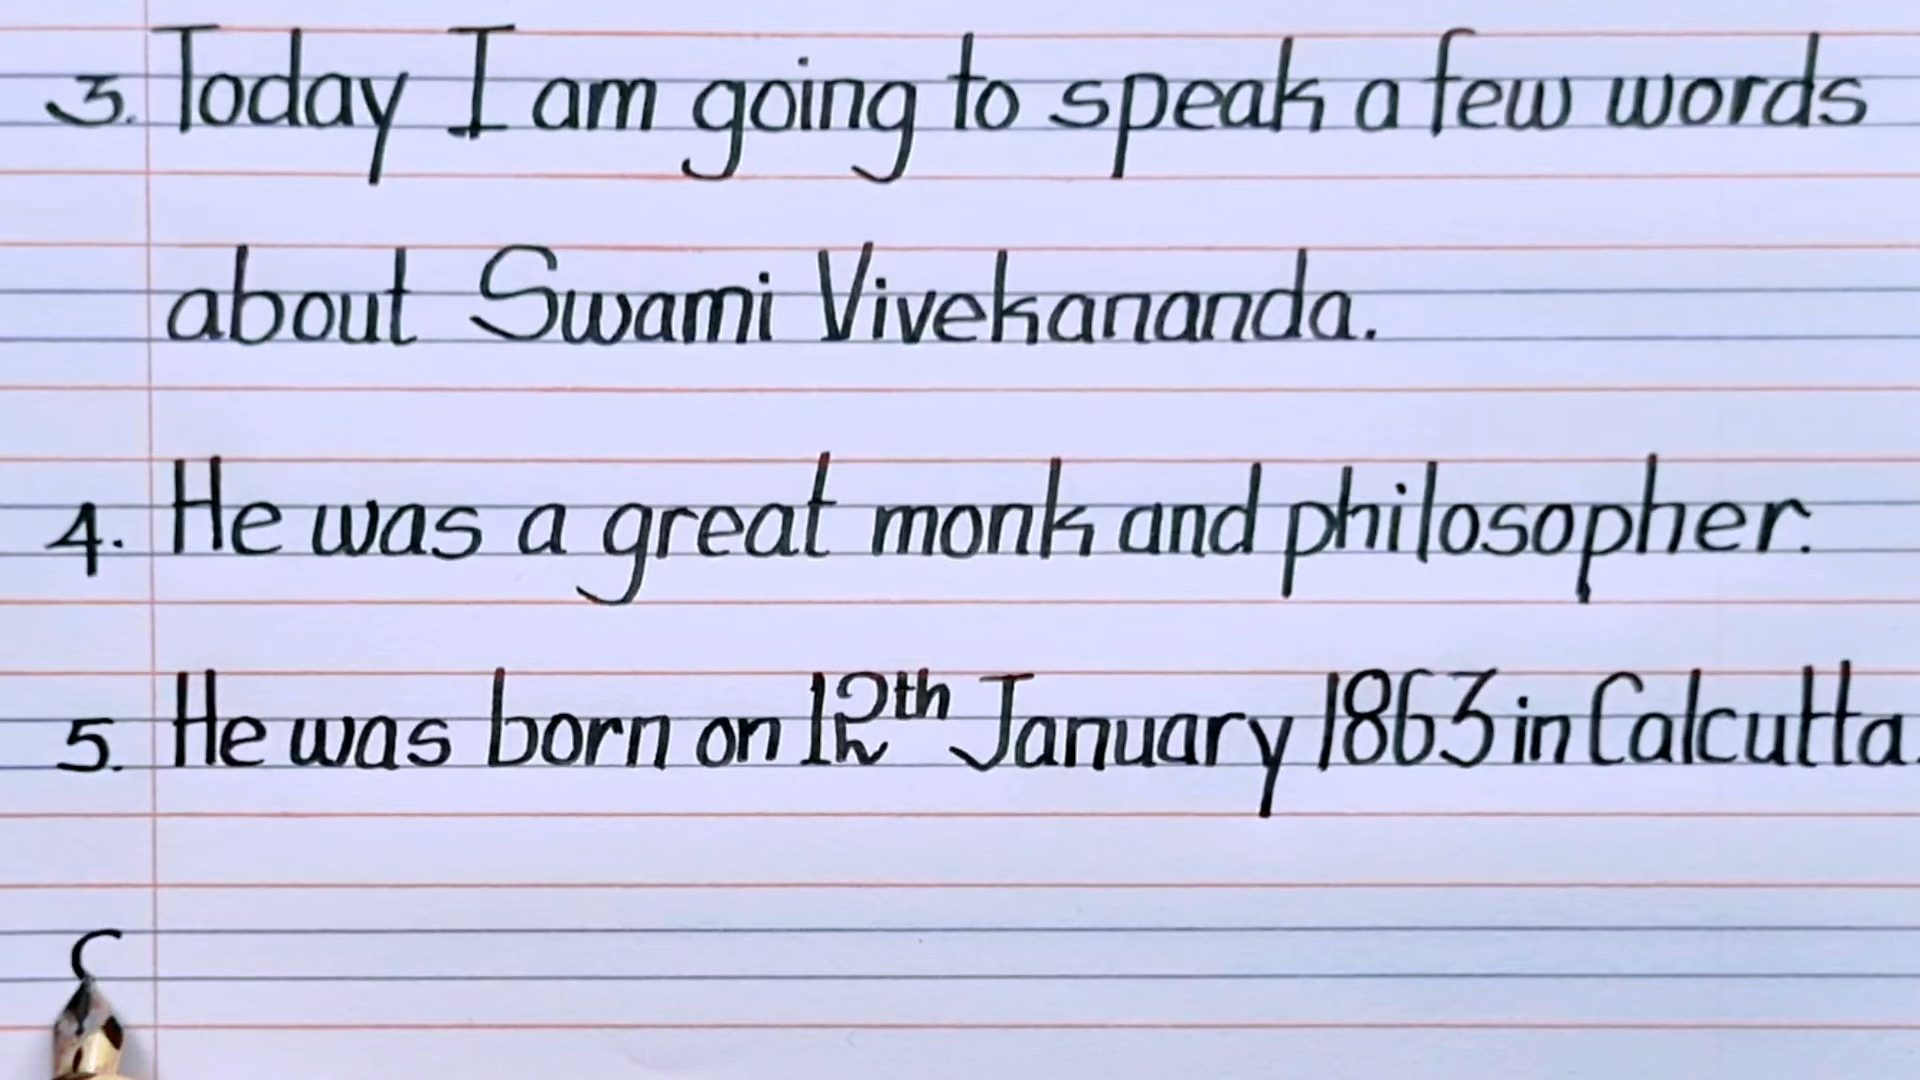 3. Today I am going to speak a few words
about Swami Vivekananda.
4. He was a great monk and philosopher.
5. He was born on 12th January 1863 in Calcutta.